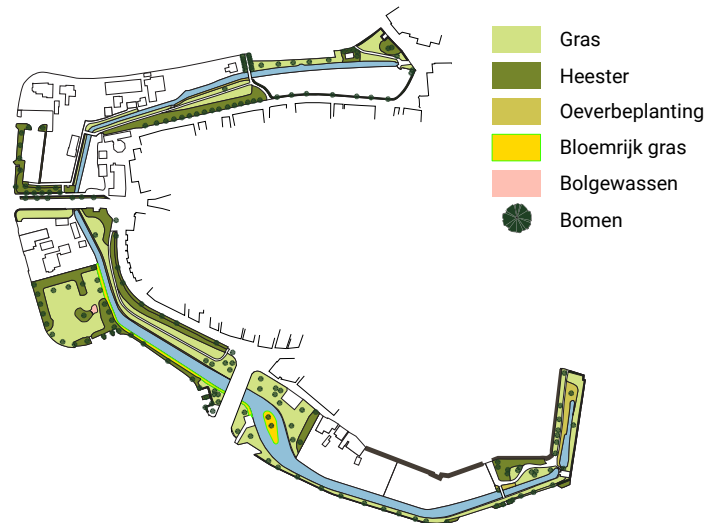 Gras
Heester
Oeverbeplanting
Bloemrijk gras
Bolgewassen
Bomen